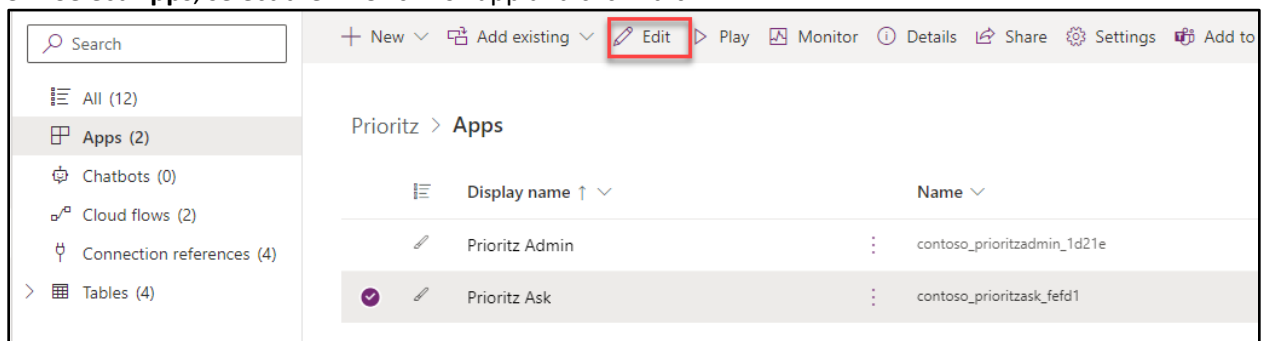 Search
New Add existing Edit Play Monitor Details Share Settings Add to
All (12)
Apps (2)
Chatbots (0)
Cloud flows (2)
Connection references (4)
Tables (4)
Prioritz > Apps
Display name ↑ Name
Prioritz Admin contoso_prioritzadmin_1d21e
Prioritz Ask contoso_prioritzask_fefd1